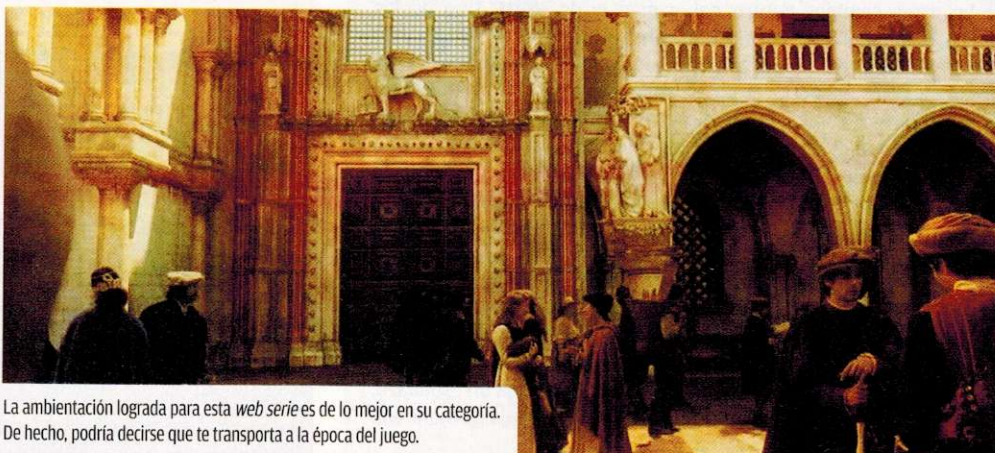 La ambientación lograda para esta web serie es de lo mejor en su categoría.
De hecho, podría decirse que te transporta a la época del juego.